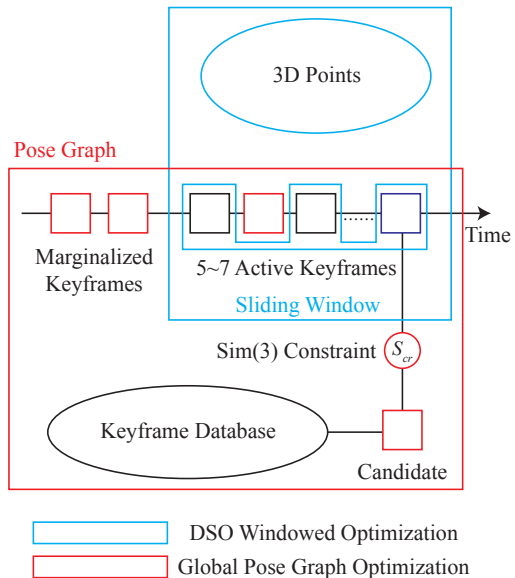 3D Points
Pose Graph
Time
Marginalized
Keyframes
5~7 Active Keyframes
Sliding Window
Sim(3) Constraint
S_cr
Keyframe Database
Candidate
DSO Windowed Optimization
Global Pose Graph Optimization